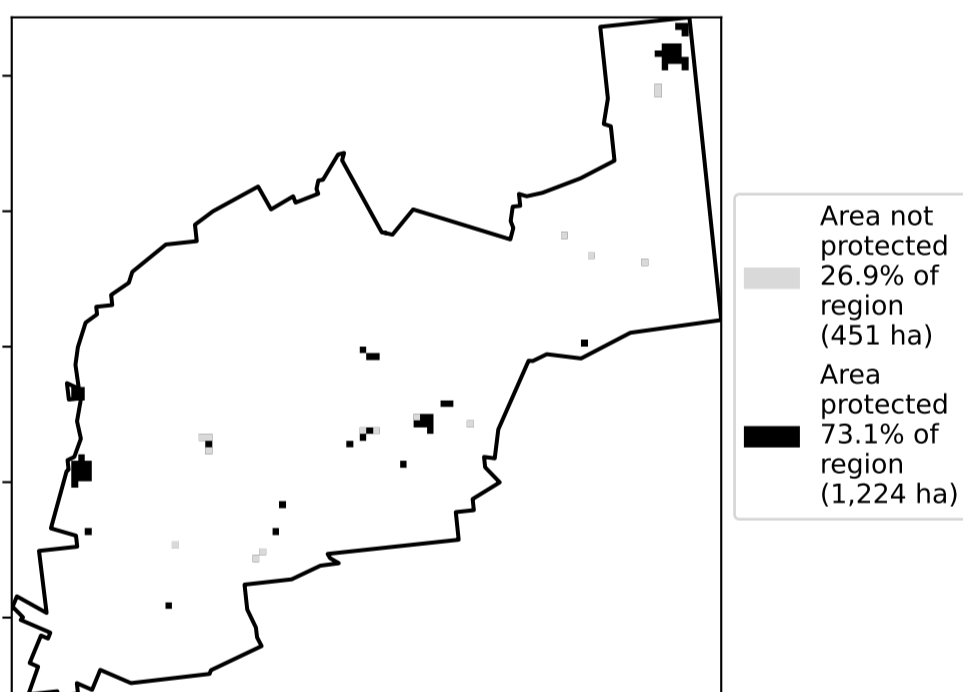 Area not
protected
26.9% of
region
(451 ha)
Area
protected
73.1% of
region
(1,224 ha)